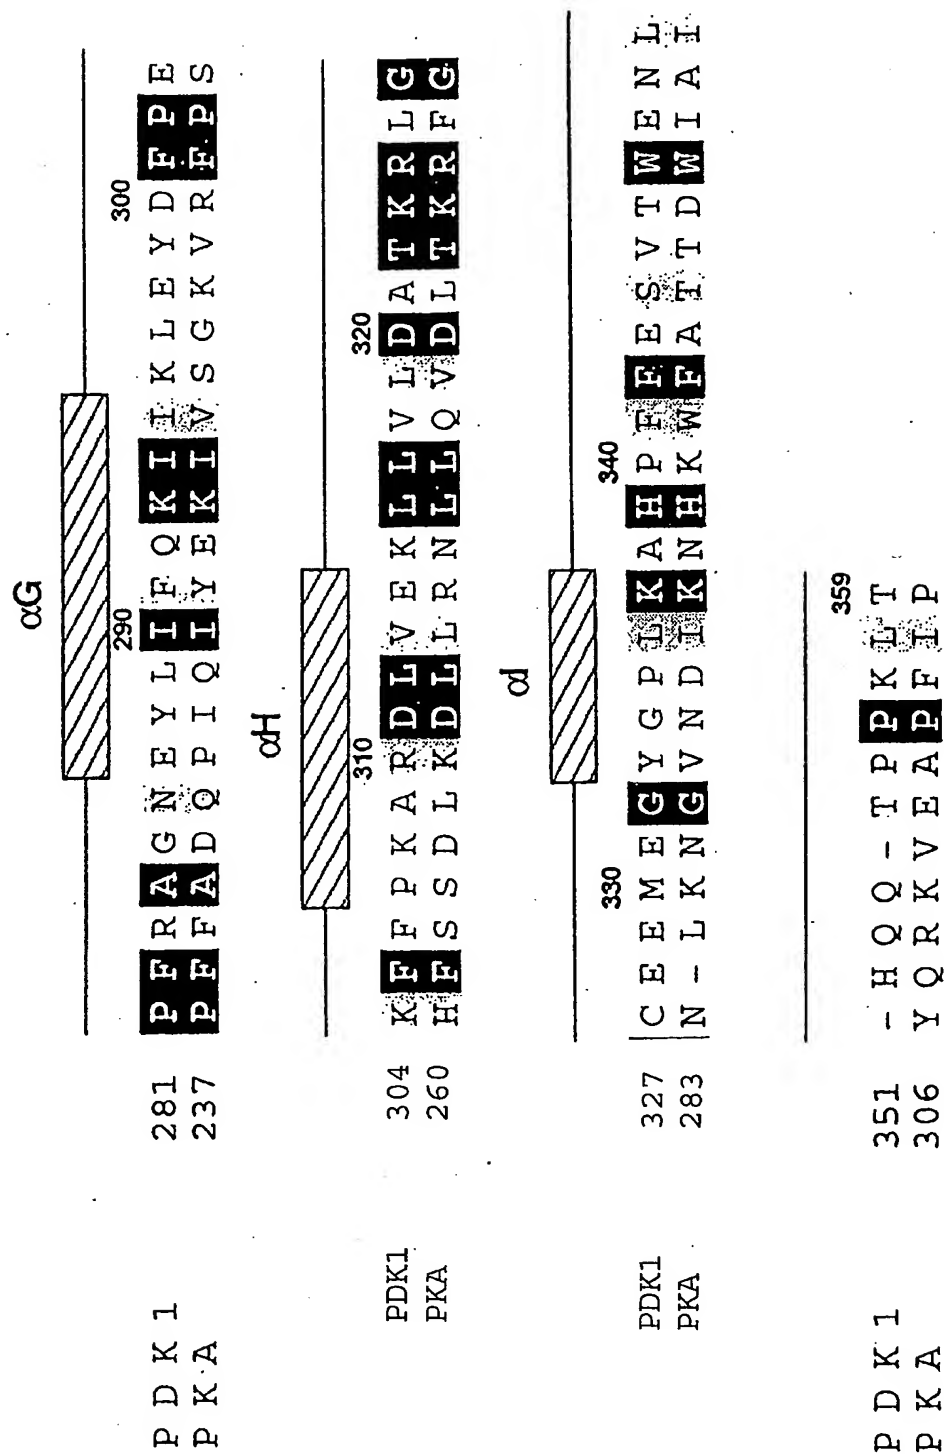 αG
290 300
PDK1 281 P F R A G N E Y L I F Q K I I K L E Y D F P E
PKA 237 P F F A D Q P I Q I Y E K I V S G K V R F P S
αH
310 320
PDK1 304 K F F P K A R D L V E K L L V L D A T K R L G
PKA 260 H F S S D L K D L L R N L L Q V D L T K R F G
αI
330 340
PDK1 327 C E E M E G Y G P L K A H P F F E S V T W E N L
PKA 283 N - L K N G V N D I K N H K W F A T T D W I A I
359
PDK1 351 - H Q Q - T P P K L T
PKA 306 Y Q R K V E A P F I P